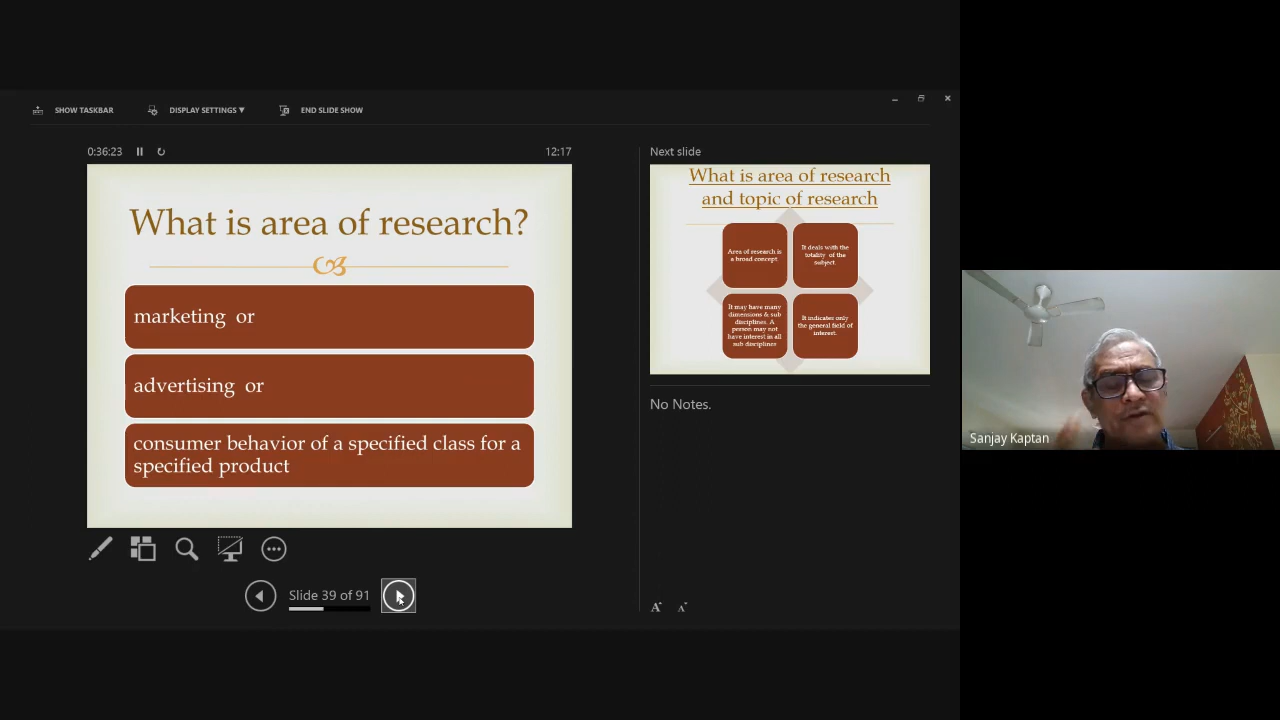 SHOW TASKBAR
DISPLAY SETTINGS ▼
END SLIDE SHOW
0:36:23
12:17
What is area of research?
marketing or
advertising or
consumer behavior of a specified class for a
specified product
Slide 39 of 91
Next slide
What is area of research
and topic of research
Area of research is
a broad concept.
It deals with the
totality of the
subject.
It may have many
dimensions & sub
disciplines. A
person may not
have interest in all
sub disciplines
It indicates only
the general field of
interest.
No Notes.
A A
Sanjay Kaptan